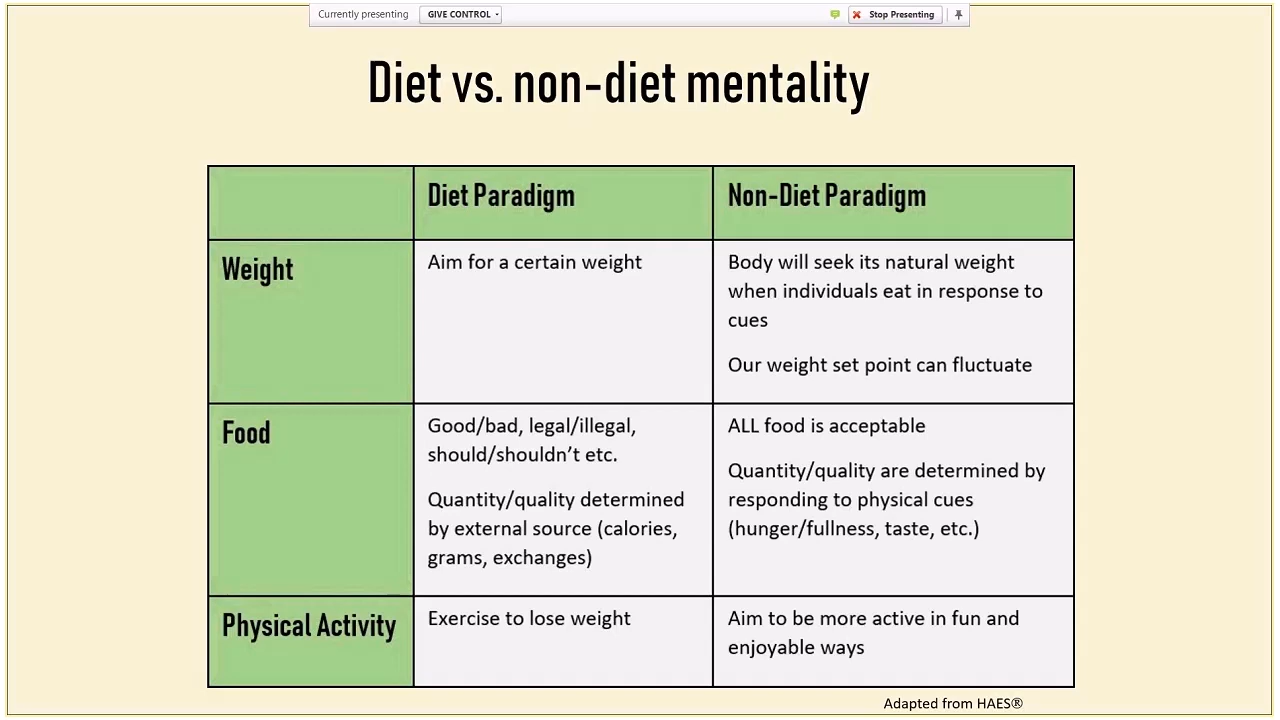 Currently presenting GIVE CONTROL Stop Presenting
Diet vs. non-diet mentality
Diet Paradigm
Non-Diet Paradigm
Weight
Aim for a certain weight
Body will seek its natural weight
when individuals eat in response to
cues
Our weight set point can fluctuate
Food
Good/bad, legal/illegal,
should/shouldn’t etc.
Quantity/quality determined
by external source (calories,
grams, exchanges)
ALL food is acceptable
Quantity/quality are determined by
responding to physical cues
(hunger/fullness, taste, etc.)
Physical Activity
Exercise to lose weight
Aim to be more active in fun and
enjoyable ways
Adapted from HAES®